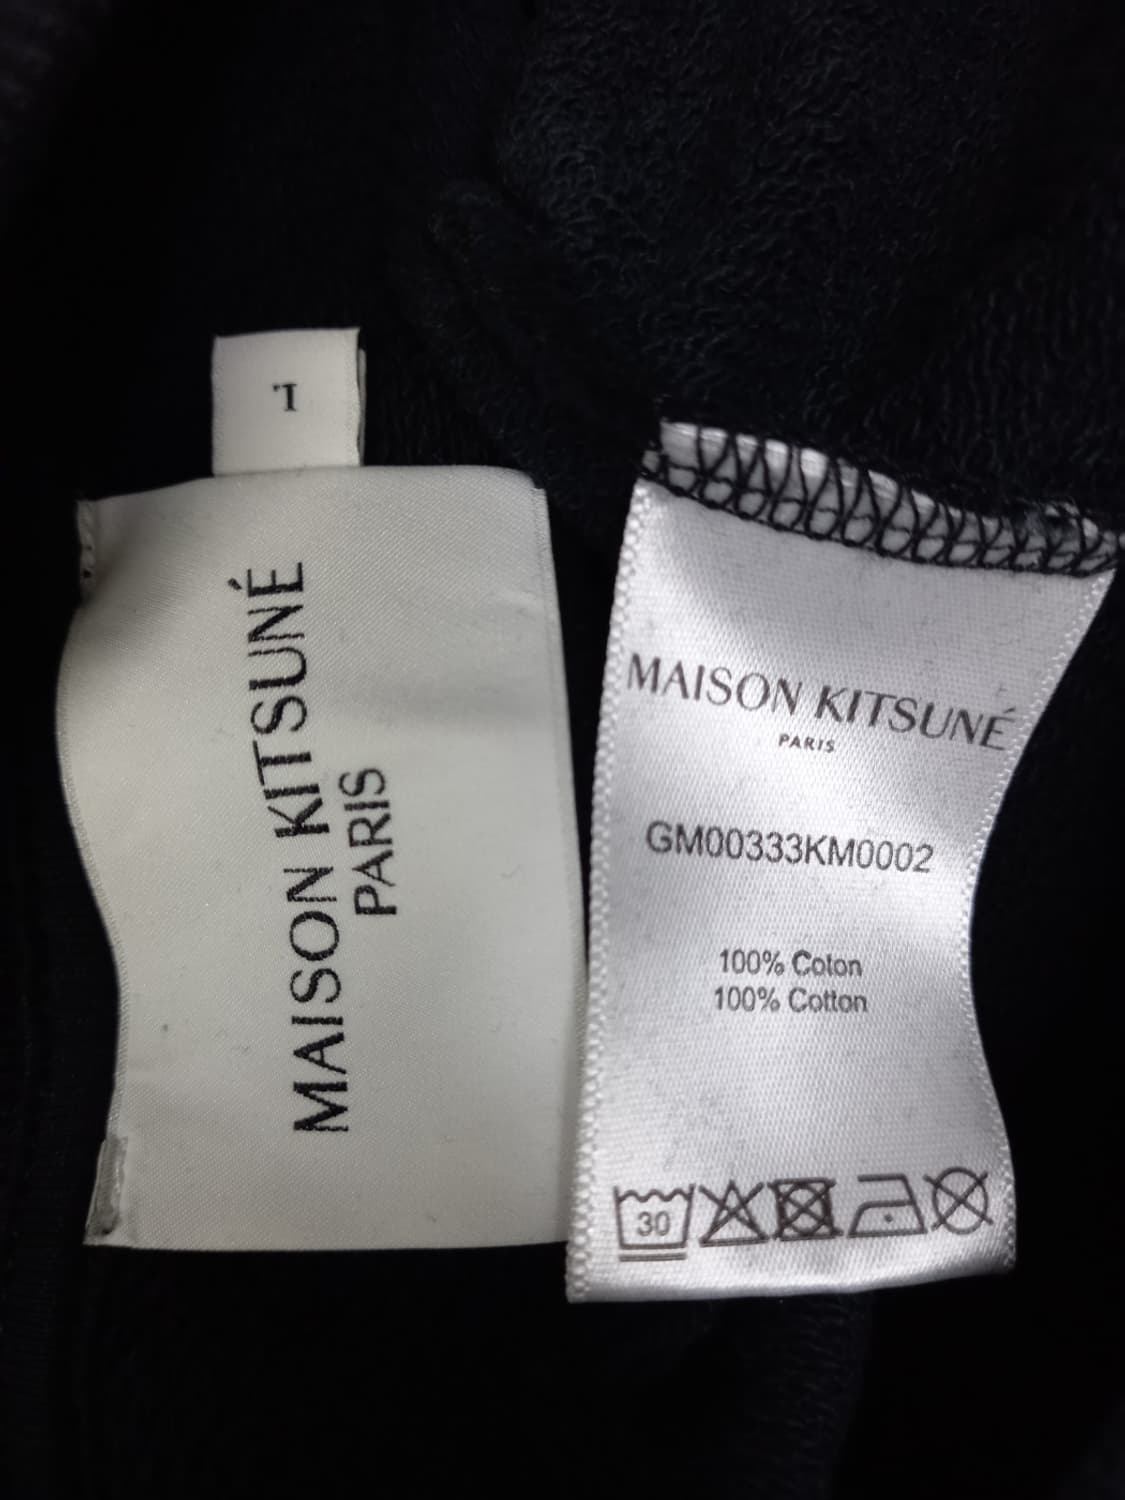 L
MAISON KITSUNÉ
PARIS
MAISON KITSUNÉ
PARIS
GM00333KM0002
100% Coton
100% Cotton
30